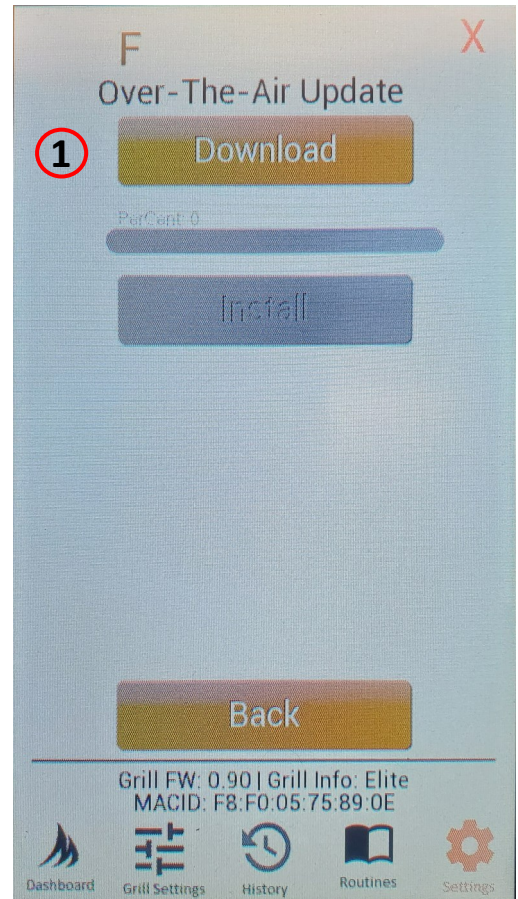 F X
Over-The-Air Update
1 Download
PerCent: 0
Install
Back
Grill FW: 0.90 | Grill Info: Elite
MACID: F8:F0:05:75:89:0E
Dashboard Grill Settings History Routines Settings